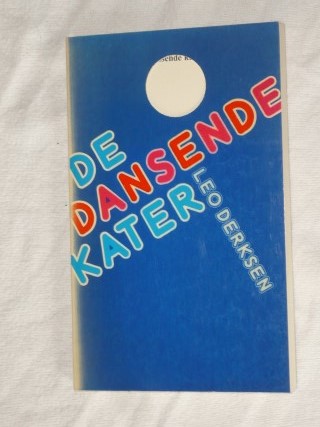 DE
DANSENDE
KATER
LEO DERKSEN